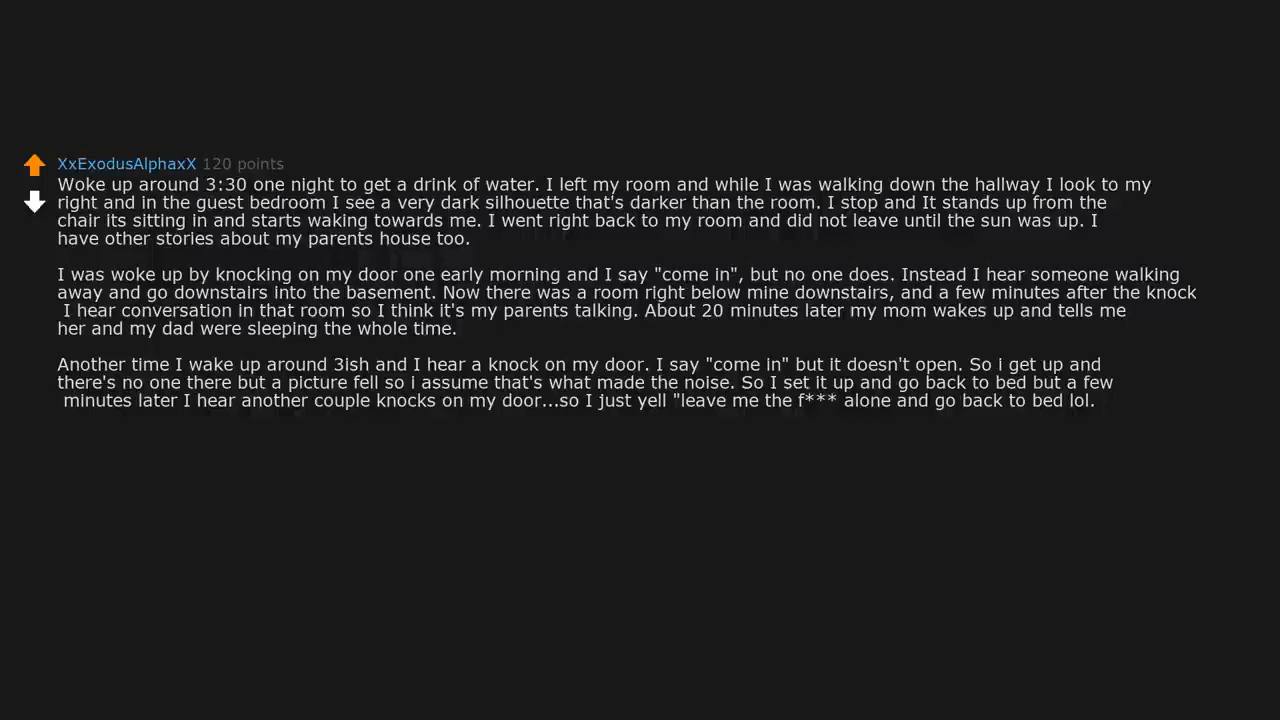 XxExodusAlphaxX 120 points
Woke up around 3:30 one night to get a drink of water. I left my room and while I was walking down the hallway I look to my
right and in the guest bedroom I see a very dark silhouette that's darker than the room. I stop and It stands up from the
chair its sitting in and starts waking towards me. I went right back to my room and did not leave until the sun was up. I
have other stories about my parents house too.
I was woke up by knocking on my door one early morning and I say "come in", but no one does. Instead I hear someone walking
away and go downstairs into the basement. Now there was a room right below mine downstairs, and a few minutes after the knock
I hear conversation in that room so I think it's my parents talking. About 20 minutes later my mom wakes up and tells me
her and my dad were sleeping the whole time.
Another time I wake up around 3ish and I hear a knock on my door. I say "come in" but it doesn't open. So i get up and
there's no one there but a picture fell so i assume that's what made the noise. So I set it up and go back to bed but a few
minutes later I hear another couple knocks on my door...so I just yell "leave me the f*** alone and go back to bed lol.